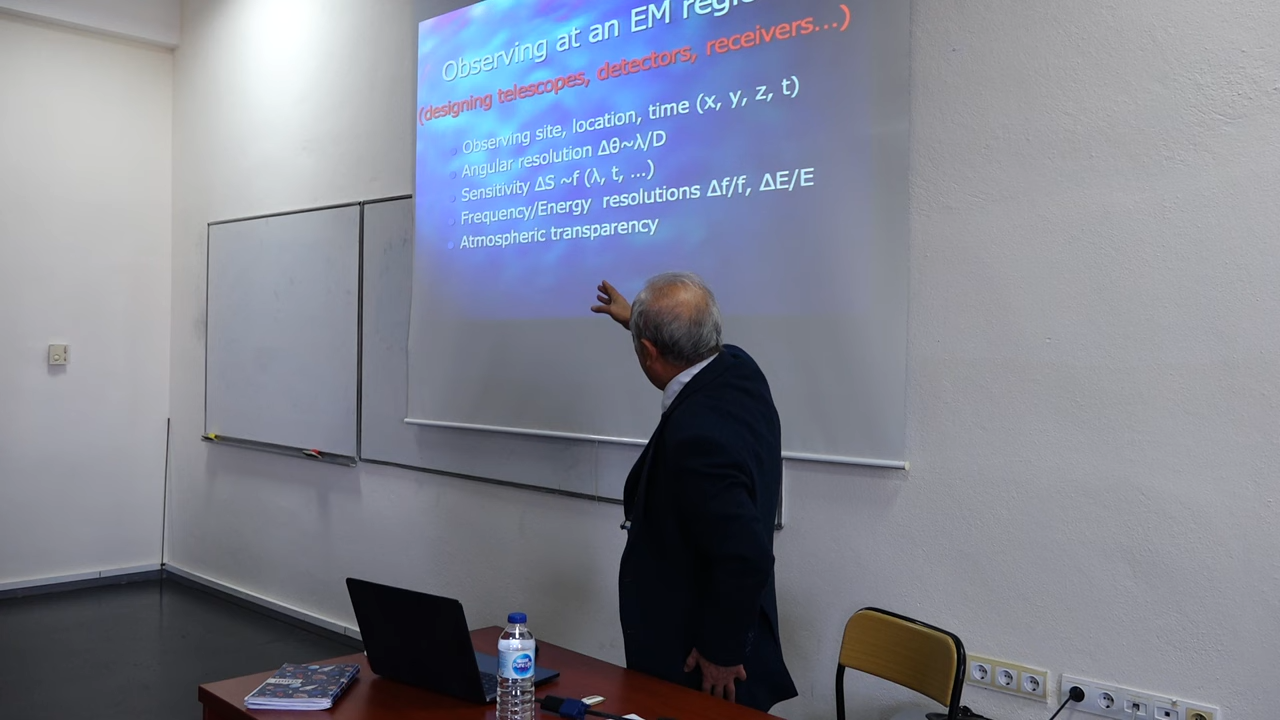 Observing at an EM
(designing telescopes, detectors, receivers...)
Observing site, location, time (x, y, z, t)
Angular resolution Δθ~λ/D
Sensitivity ΔS ~f (λ, t, ...)
Frequency/Energy resolutions Δf/f, ΔE/E
Atmospheric transparency